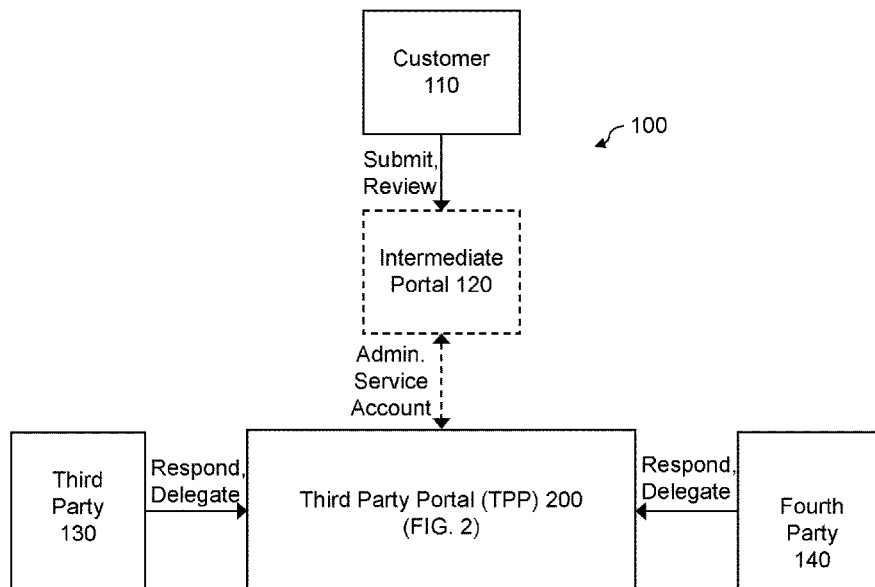 Customer
110
100
Submit,
Review
Intermediate
Portal 120
Admin.
Service
Account
Third
Party
130
Respond,
Delegate
Third Party Portal (TPP) 200
(FIG. 2)
Respond,
Delegate
Fourth
Party
140